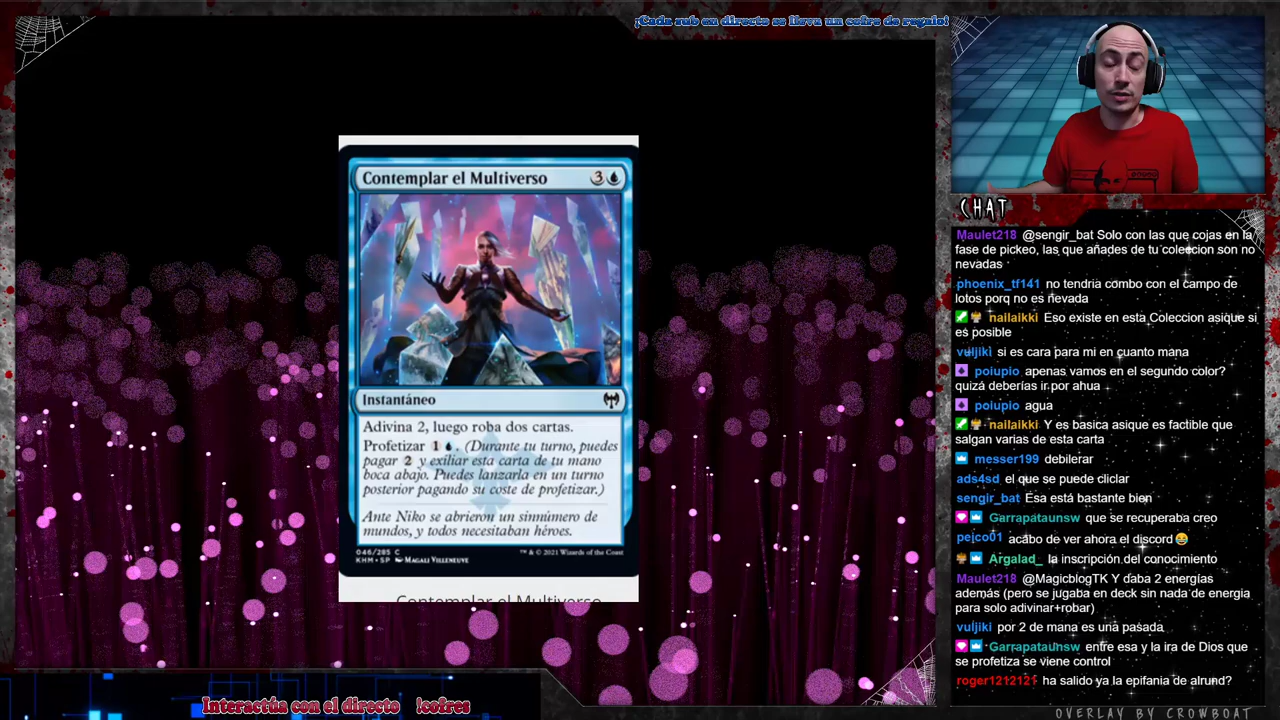 ¡Cada sub en directo se lleva un cofre de regalo!
Contemplar el Multiverso 3
Instantáneo
Adivina 2, luego roba dos cartas.
Profetizar 1 . (Durante tu turno, puedes
pagar 2 y exiliar esta carta de tu mano
boca abajo. Puedes lanzarla en un turno
posterior pagando su coste de profetizar.)
Ante Niko se abrieron un sinnúmero de
mundos, y todos necesitaban héroes.
046/285 C
KHM • SP MAGALI VILLENEUVE
™ & © 2021 Wizards of the Coast
Contemplar el Multiverso
Interactúa con el directo !cofres
CHAT
Maulet218 @sengir_bat Solo con las que cojas en la
fase de pickeo, las que añades de tu coleccion son no
nevadas
phoenix_tf141 no tendria combo con el campo de
lotos porq no es nevada
nailaikki Eso existe en esta Coleccion asique si
es posible
vuljiki si es cara para mi en cuanto mana
poiupio apenas vamos en el segundo color?
quizá deberías ir por ahua
poiupio agua
nailaikki Y es basica asique es factible que
salgan varias de esta carta
messer199 debilerar
ads4sd el que se puede cliclar
sengir_bat Esa está bastante bien
Garrapataunsw que se recuperaba creo
pejco01 acabo de ver ahora el discord
Argalad_ la inscripción del conocimiento
Maulet218 @MagicblogTK Y daba 2 energías
además (pero se jugaba en deck sin nada de energia
para solo adivinar+robar)
vuljiki por 2 de mana es una pasada
Garrapataunsw entre esa y la ira de Dios que
se profetiza se viene control
roger1212121 ha salido ya la epifania de alrund?
OVERLAY BY CROWBOAT